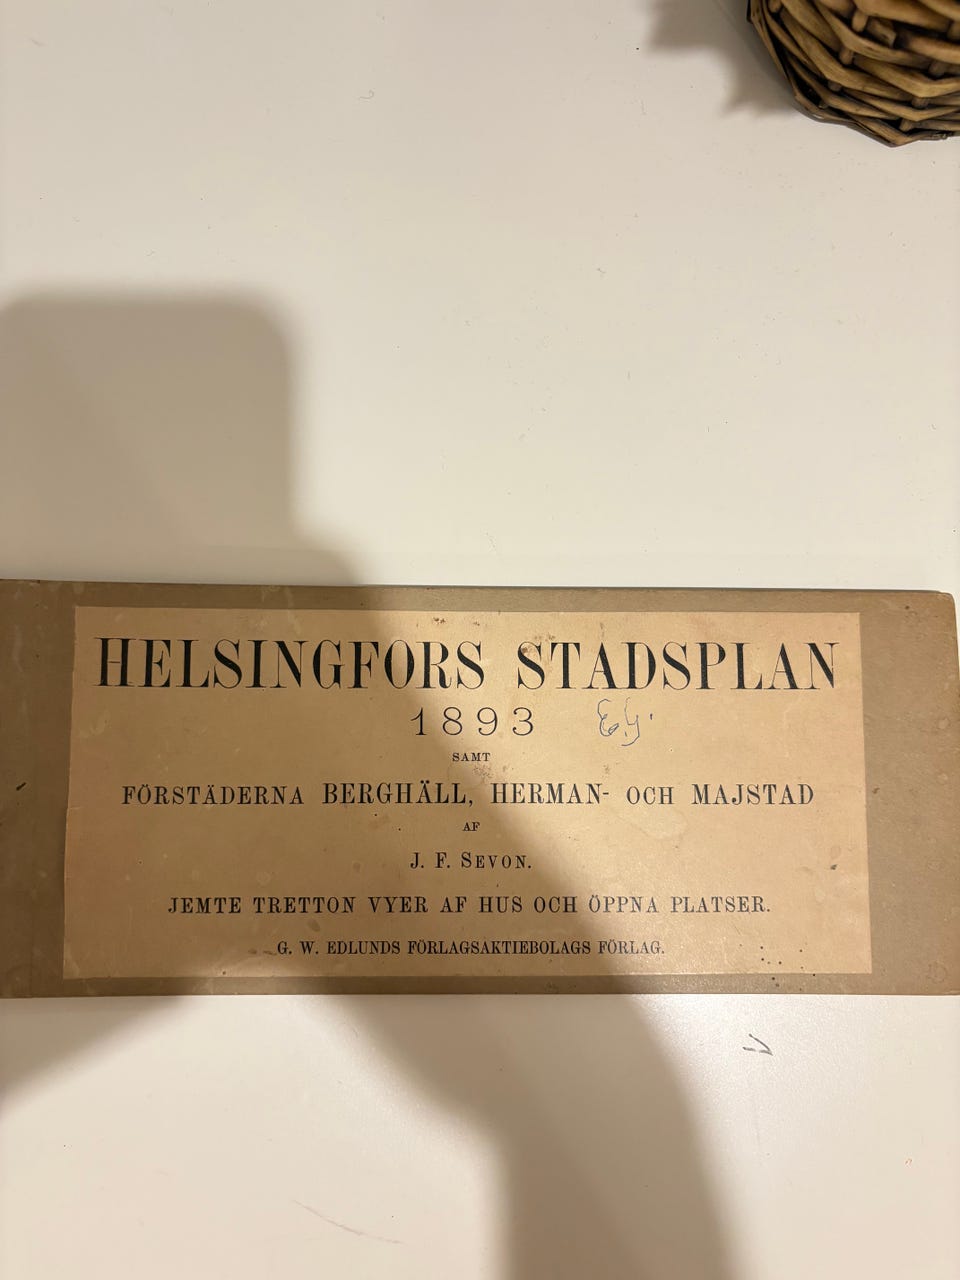 HELSINGFORS STADSPLAN
1893 E.G.
SAMT
FÖRSTÄDERNA BERGHÄLL, HERMAN- OCH MAJSTAD
AF
J. F. SEVON.
JEMTE TRETTON VYER AF HUS OCH ÖPPNA PLATSER.
G. W. EDLUNDS FÖRLAGSAKTIEBOLAGS FÖRLAG.